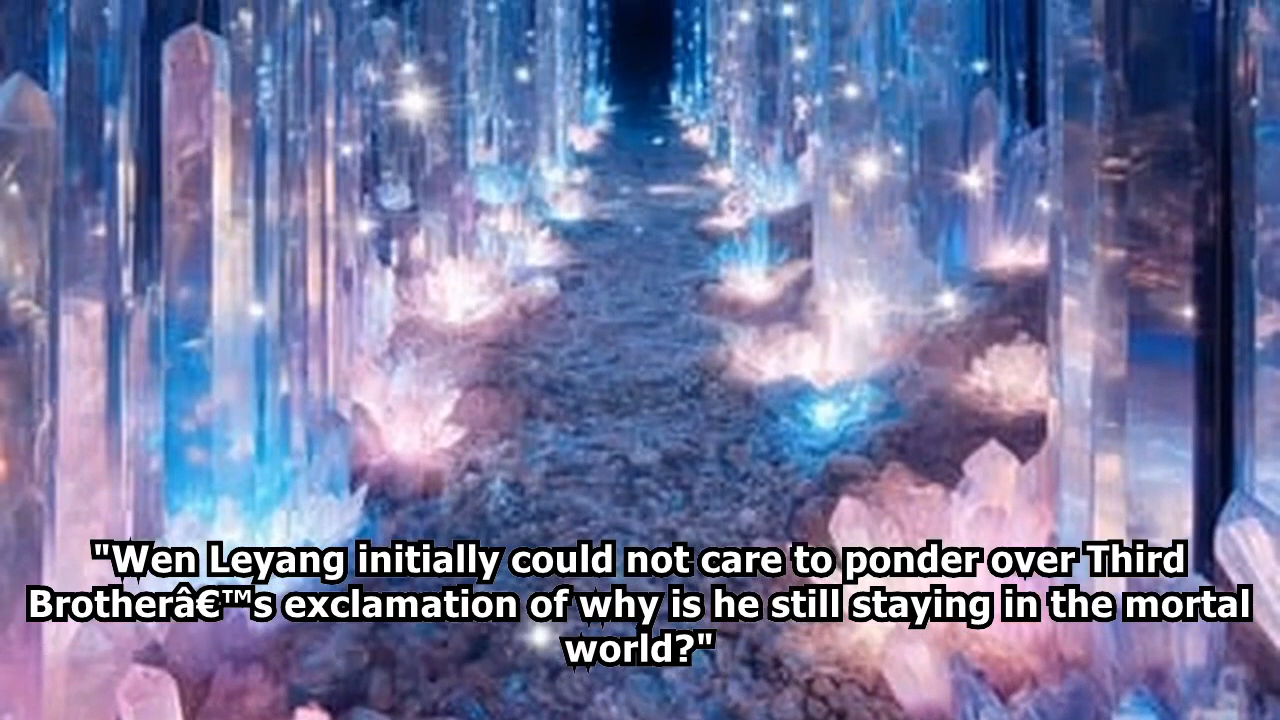 "Wen Leyang initially could not care to ponder over Third
Brotherâ€™s exclamation of why is he still staying in the mortal
world?"